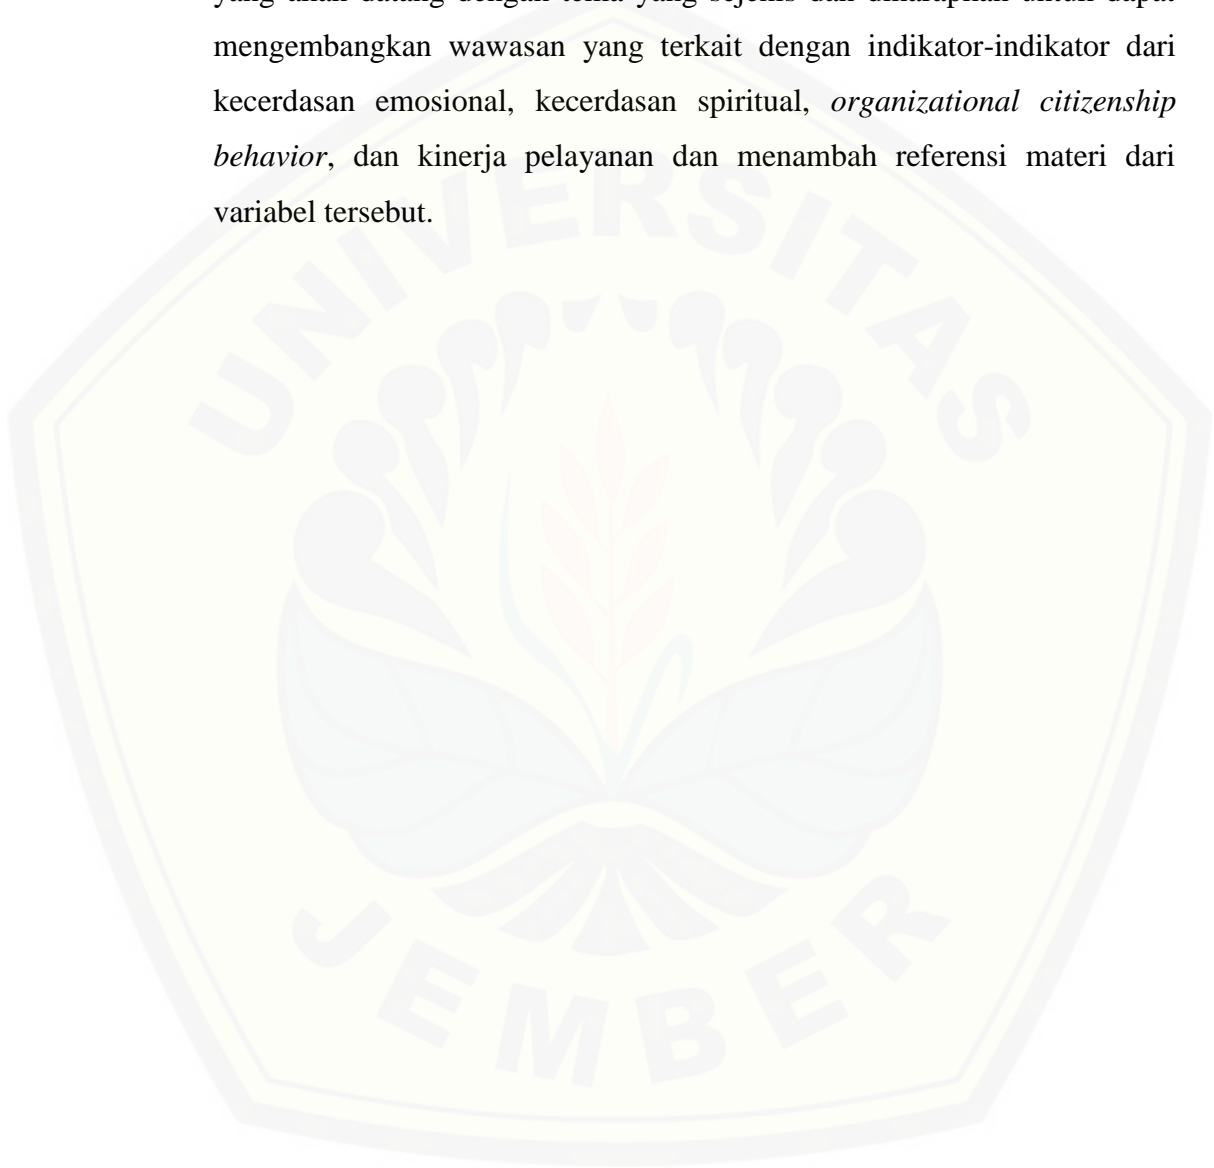 yang akan datang dengan tema yang sejenis dan diharapkan untuk dapat
mengembangkan wawasan yang terkait dengan indikator-indikator dari
kecerdasan emosional, kecerdasan spiritual, organizational citizenship
behavior, dan kinerja pelayanan dan menambah referensi materi dari
variabel tersebut.
UNIVERSITAS
JEMBER